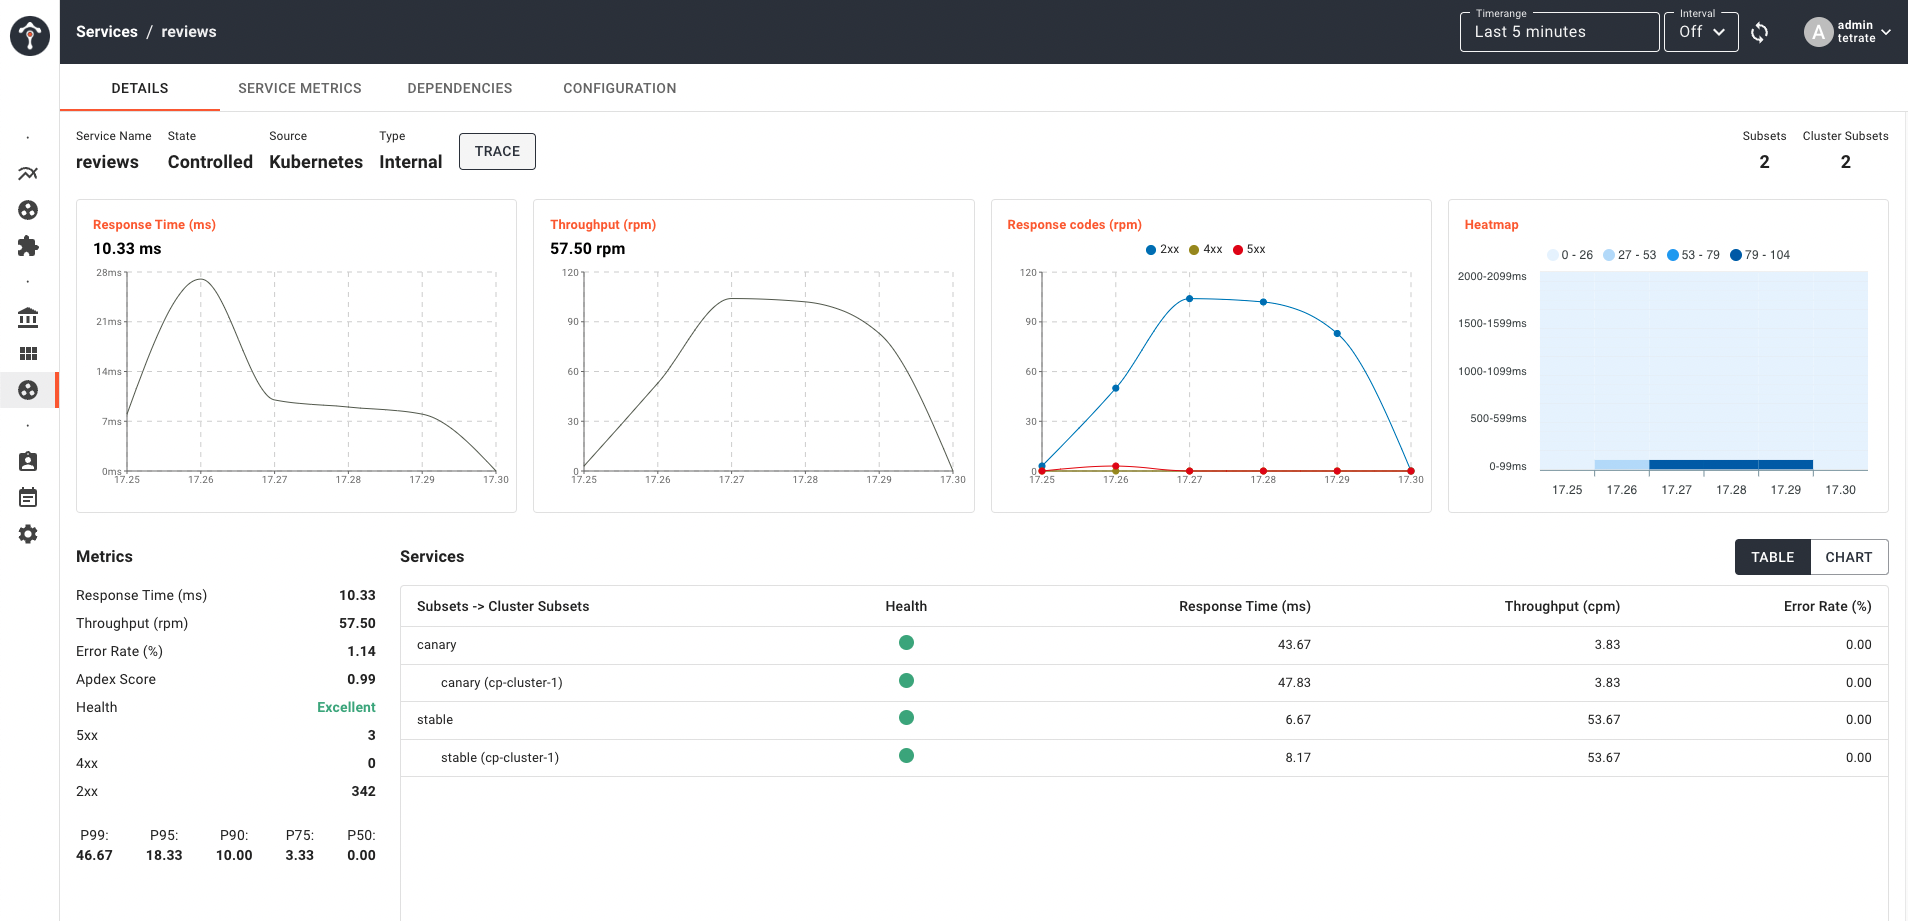 Services / reviews
Timerange
Last 5 minutes
Interval
Off
A
admin
tetrate
DETAILS
SERVICE METRICS
DEPENDENCIES
CONFIGURATION
Service Name
reviews
State
Controlled
Source
Kubernetes
Type
Internal
TRACE
Subsets
2
Cluster Subsets
2
Response Time (ms)
10.33 ms
28ms
21ms
14ms
7ms
0ms
17.25 17.26 17.27 17.28 17.29 17.30
Throughput (rpm)
57.50 rpm
120
90
60
30
0
17.25 17.26 17.27 17.28 17.29 17.30
Response codes (rpm)
2xx 4xx 5xx
120
90
60
30
0
17.25 17.26 17.27 17.28 17.29 17.30
Heatmap
0 - 26 27 - 53 53 - 79 79 - 104
2000-2099ms
1500-1599ms
1000-1099ms
500-599ms
0-99ms
17.25 17.26 17.27 17.28 17.29 17.30
Metrics
Response Time (ms) 10.33
Throughput (rpm) 57.50
Error Rate (%) 1.14
Apdex Score 0.99
Health Excellent
5xx 3
4xx 0
2xx 342
P99: P95: P90: P75: P50:
46.67 18.33 10.00 3.33 0.00
Services
TABLE CHART
Subsets -> Cluster Subsets Health Response Time (ms) Throughput (cpm) Error Rate (%)
canary 43.67 3.83 0.00
canary (cp-cluster-1) 47.83 3.83 0.00
stable 6.67 53.67 0.00
stable (cp-cluster-1) 8.17 53.67 0.00